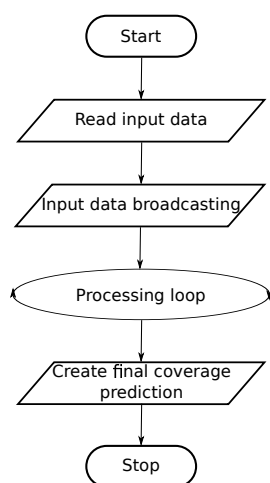 Start
Read input data
Input data broadcasting
Processing loop
Create final coverage
prediction
Stop